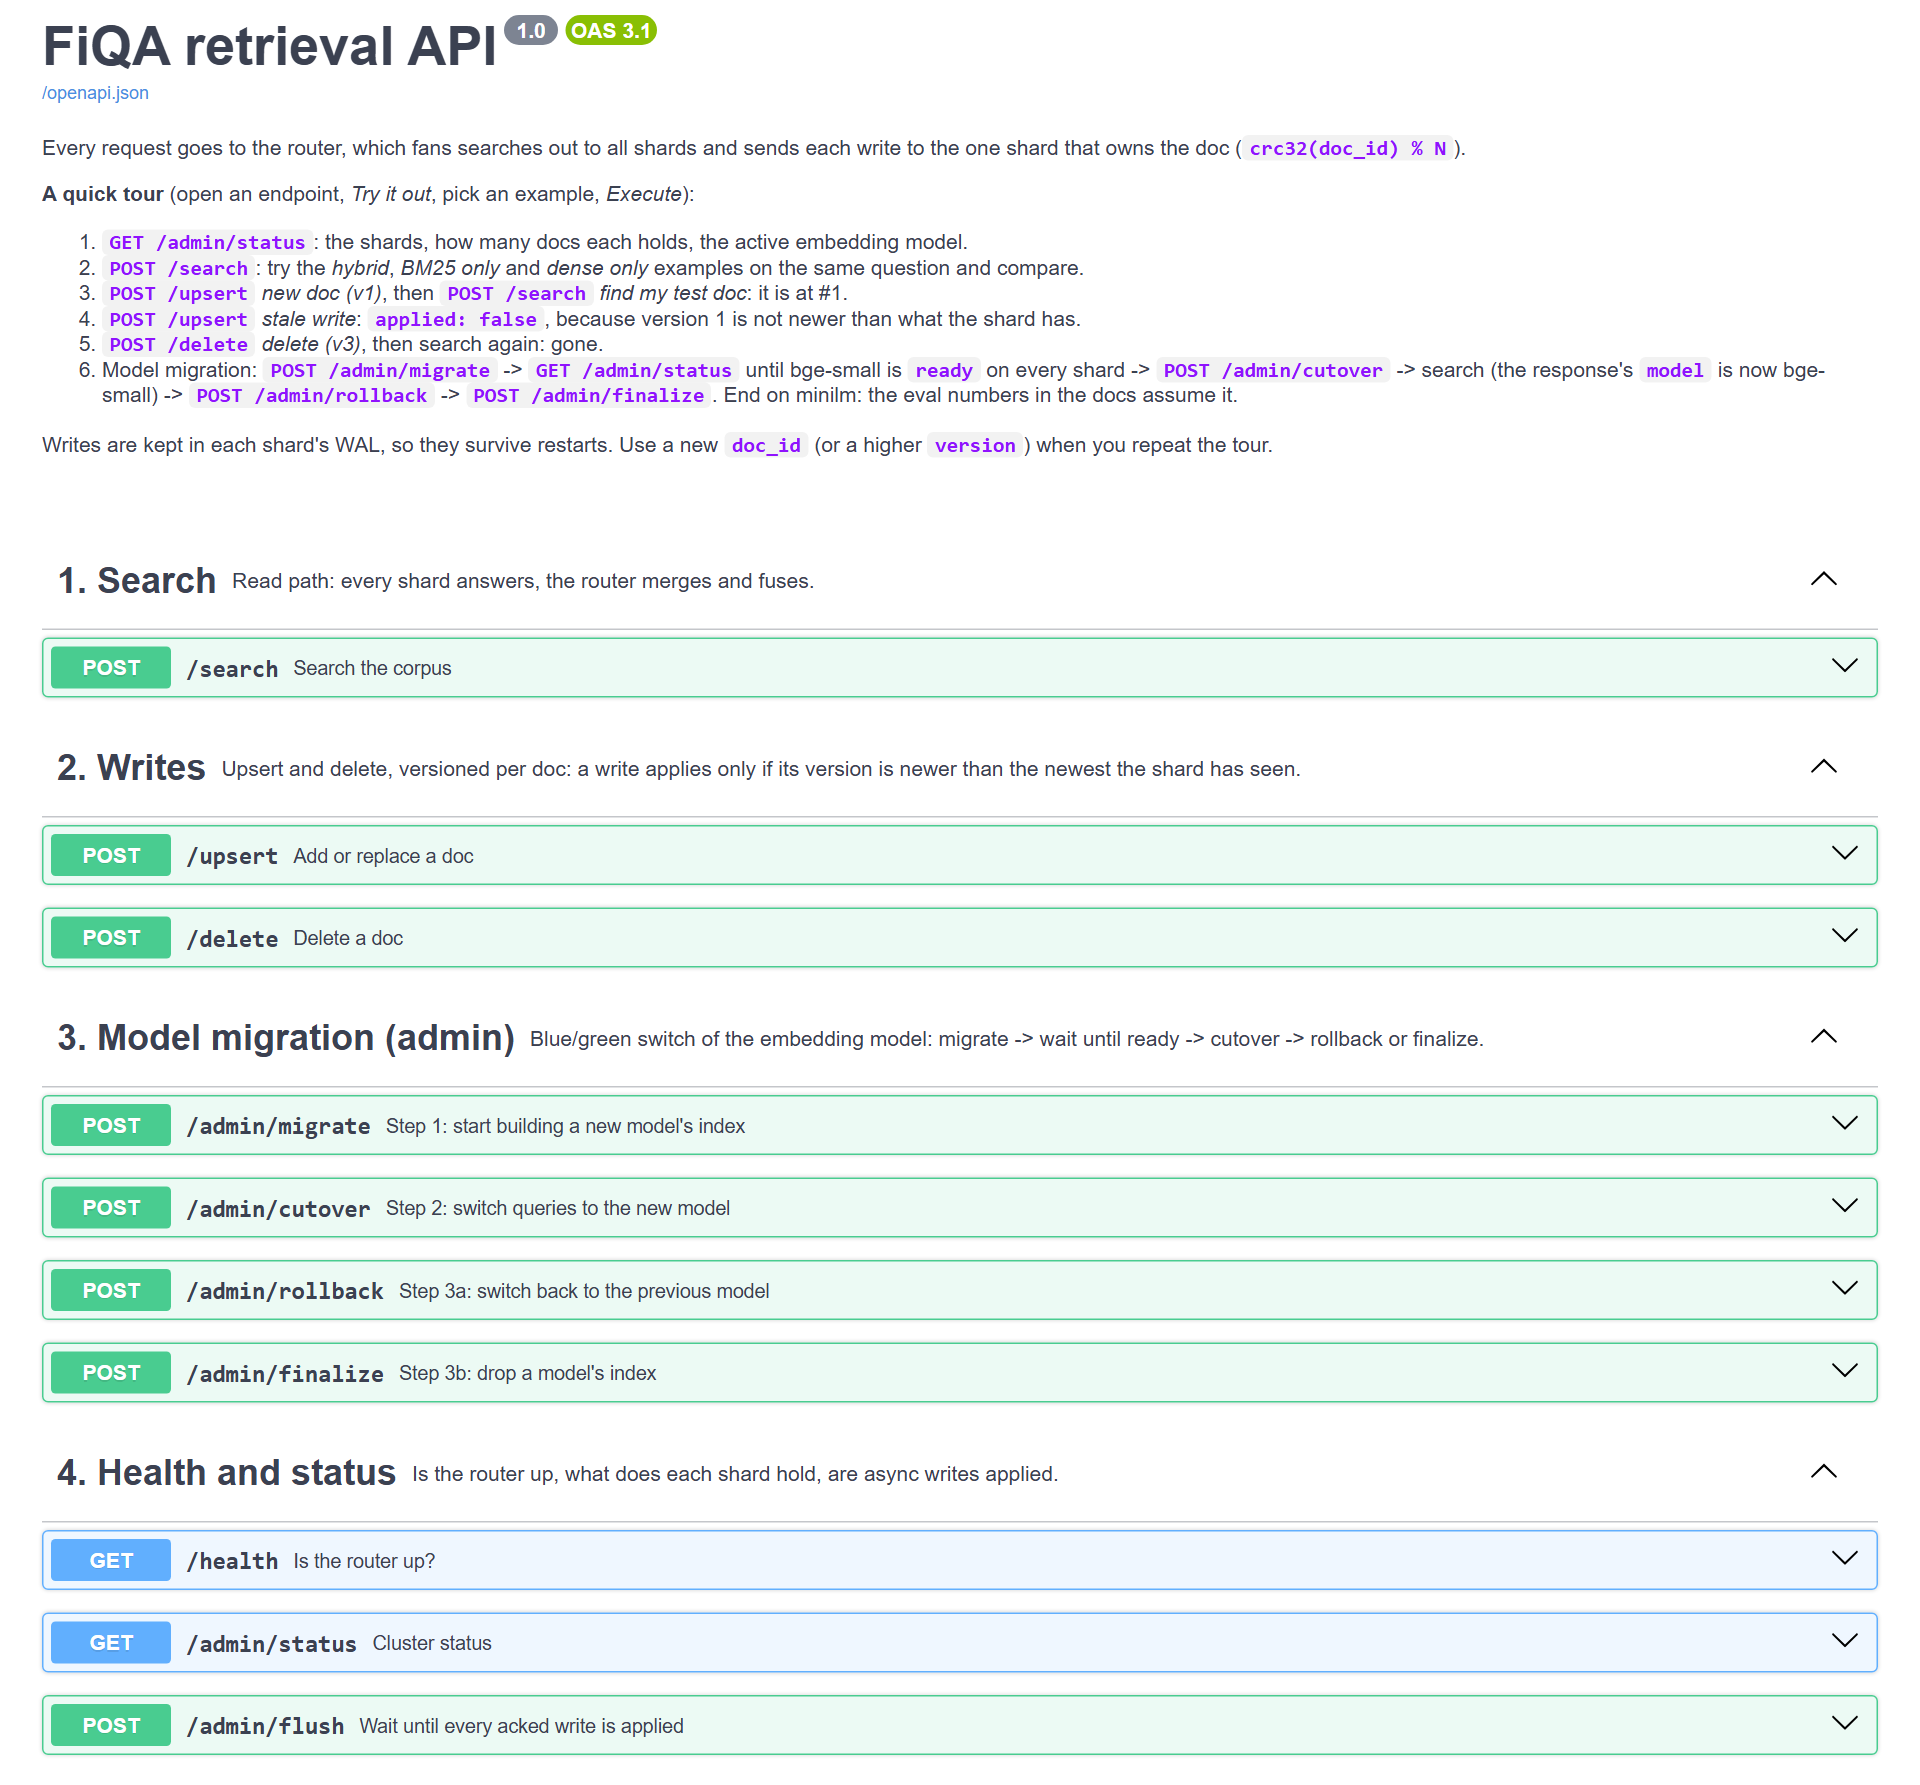 FiQA retrieval API 1.0 OAS 3.1
/openapi.json
Every request goes to the router, which fans searches out to all shards and sends each write to the one shard that owns the doc ( crc32(doc_id) % N ).
A quick tour (open an endpoint, Try it out, pick an example, Execute):
1. GET /admin/status : the shards, how many docs each holds, the active embedding model.
2. POST /search : try the hybrid, BM25 only and dense only examples on the same question and compare.
3. POST /upsert new doc (v1), then POST /search find my test doc: it is at #1.
4. POST /upsert stale write: applied: false , because version 1 is not newer than what the shard has.
5. POST /delete delete (v3), then search again: gone.
6. Model migration: POST /admin/migrate -> GET /admin/status until bge-small is ready on every shard -> POST /admin/cutover -> search (the response's model is now bge-
small) -> POST /admin/rollback -> POST /admin/finalize . End on minilm: the eval numbers in the docs assume it.
Writes are kept in each shard's WAL, so they survive restarts. Use a new doc_id (or a higher version ) when you repeat the tour.
1. Search Read path: every shard answers, the router merges and fuses.
POST /search Search the corpus
2. Writes Upsert and delete, versioned per doc: a write applies only if its version is newer than the newest the shard has seen.
POST /upsert Add or replace a doc
POST /delete Delete a doc
3. Model migration (admin) Blue/green switch of the embedding model: migrate -> wait until ready -> cutover -> rollback or finalize.
POST /admin/migrate Step 1: start building a new model's index
POST /admin/cutover Step 2: switch queries to the new model
POST /admin/rollback Step 3a: switch back to the previous model
POST /admin/finalize Step 3b: drop a model's index
4. Health and status Is the router up, what does each shard hold, are async writes applied.
GET /health Is the router up?
GET /admin/status Cluster status
POST /admin/flush Wait until every acked write is applied